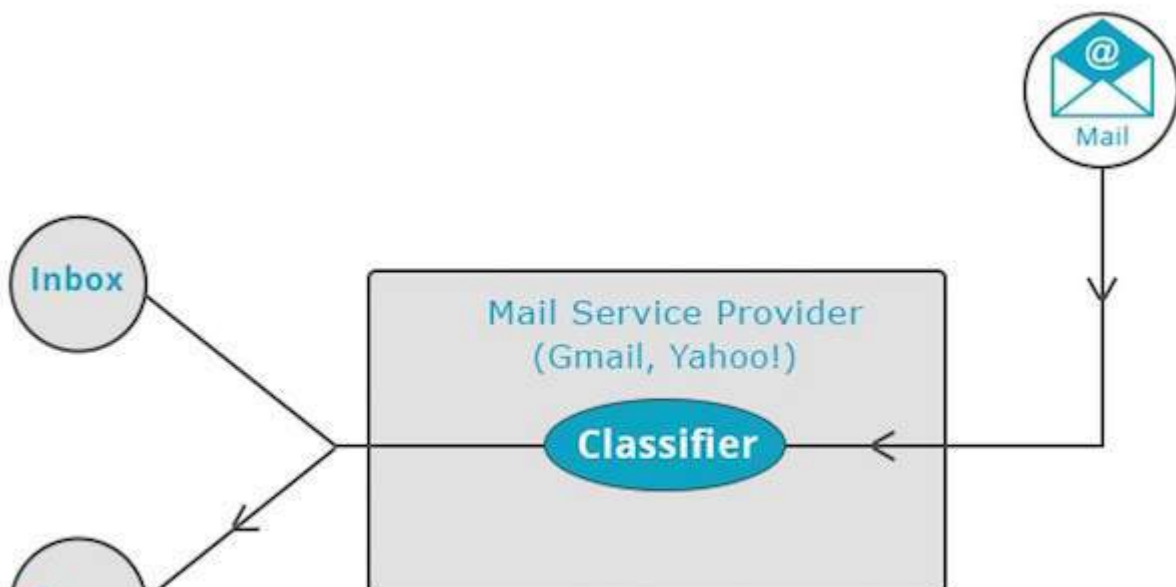 @
Mail
Inbox
Mail Service Provider
(Gmail, Yahoo!)
Classifier